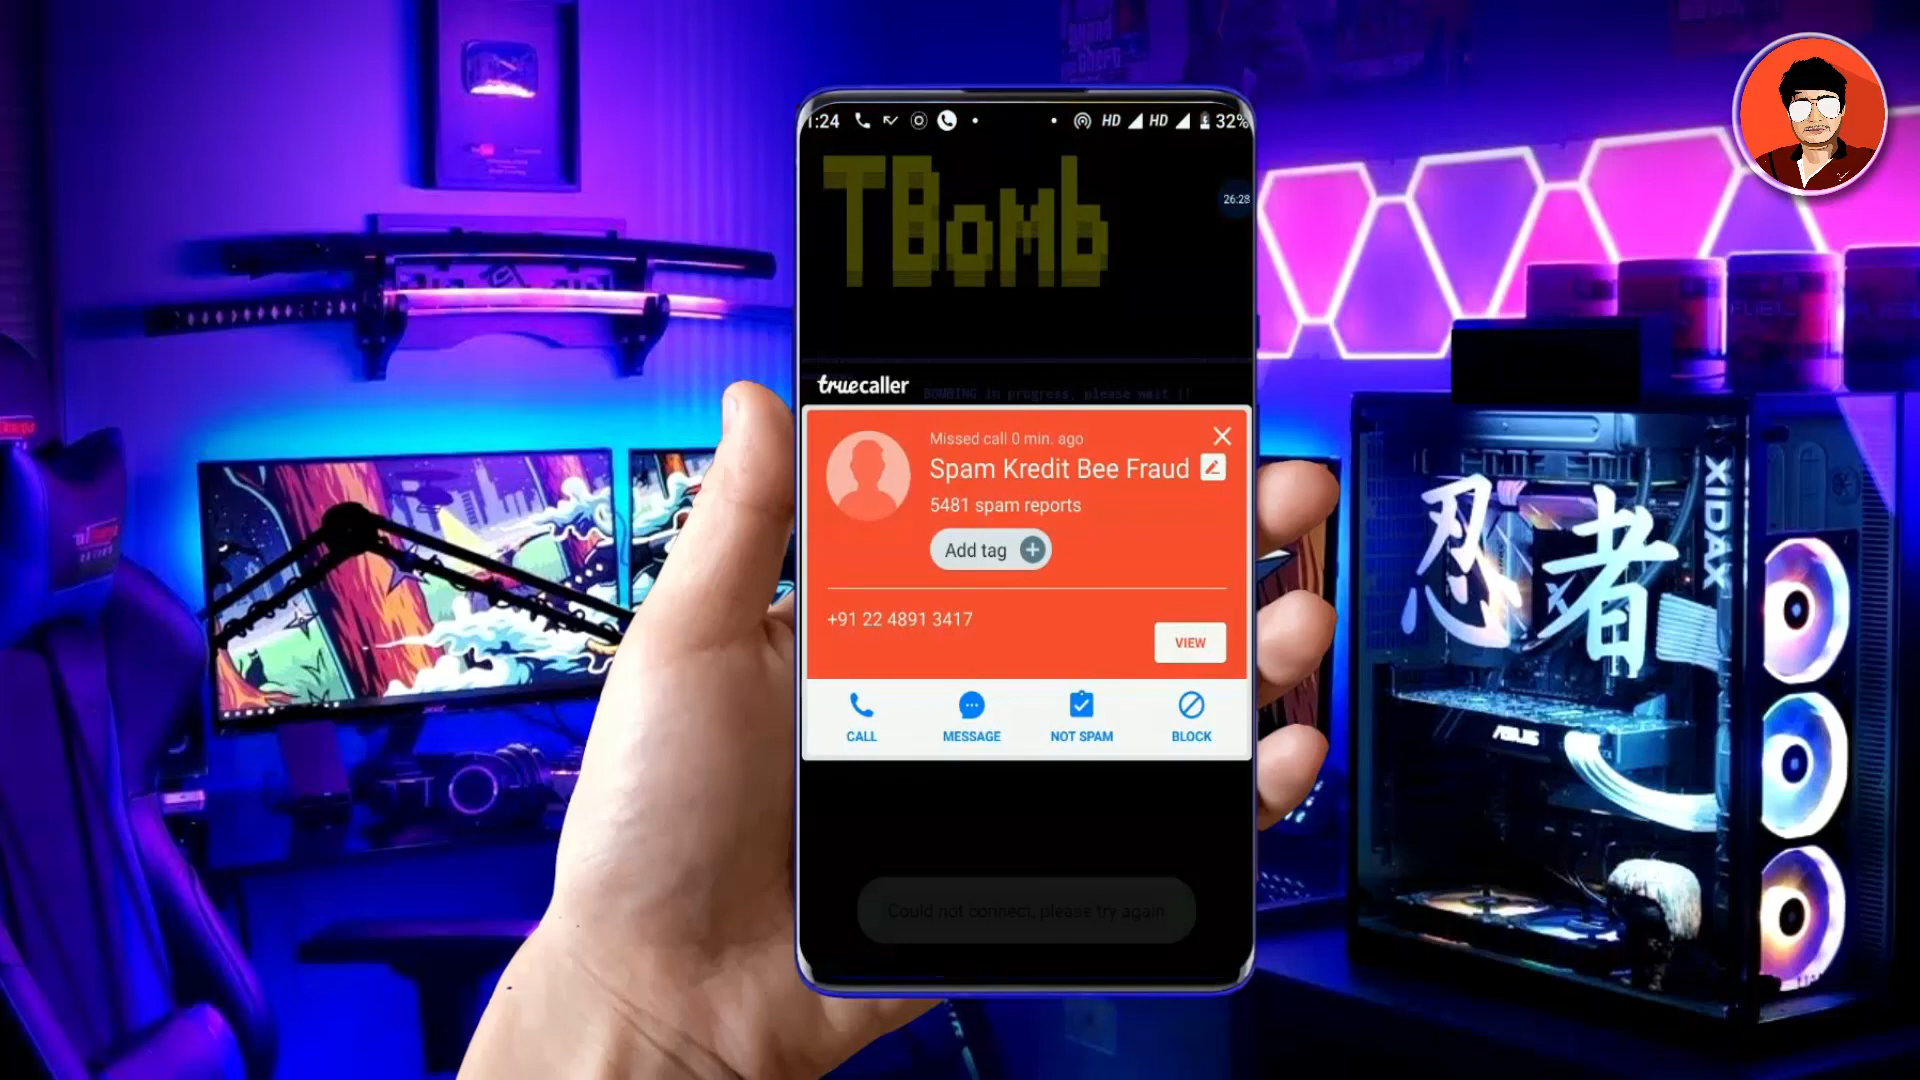 1:24 HD HD 32%
TBomb
26:28
truecaller
BOMBING in progress, please wait !!
Missed call 0 min. ago
Spam Kredit Bee Fraud
5481 spam reports
Add tag
+91 22 4891 3417
VIEW
CALL MESSAGE NOT SPAM BLOCK
Could not connect, please try again
忍者
XIDAX
ASUS